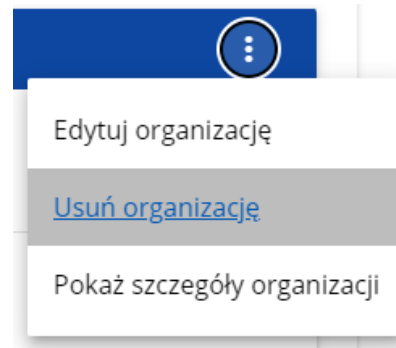 Edytuj organizację
Usuń organizację
Pokaż szczegóły organizacji